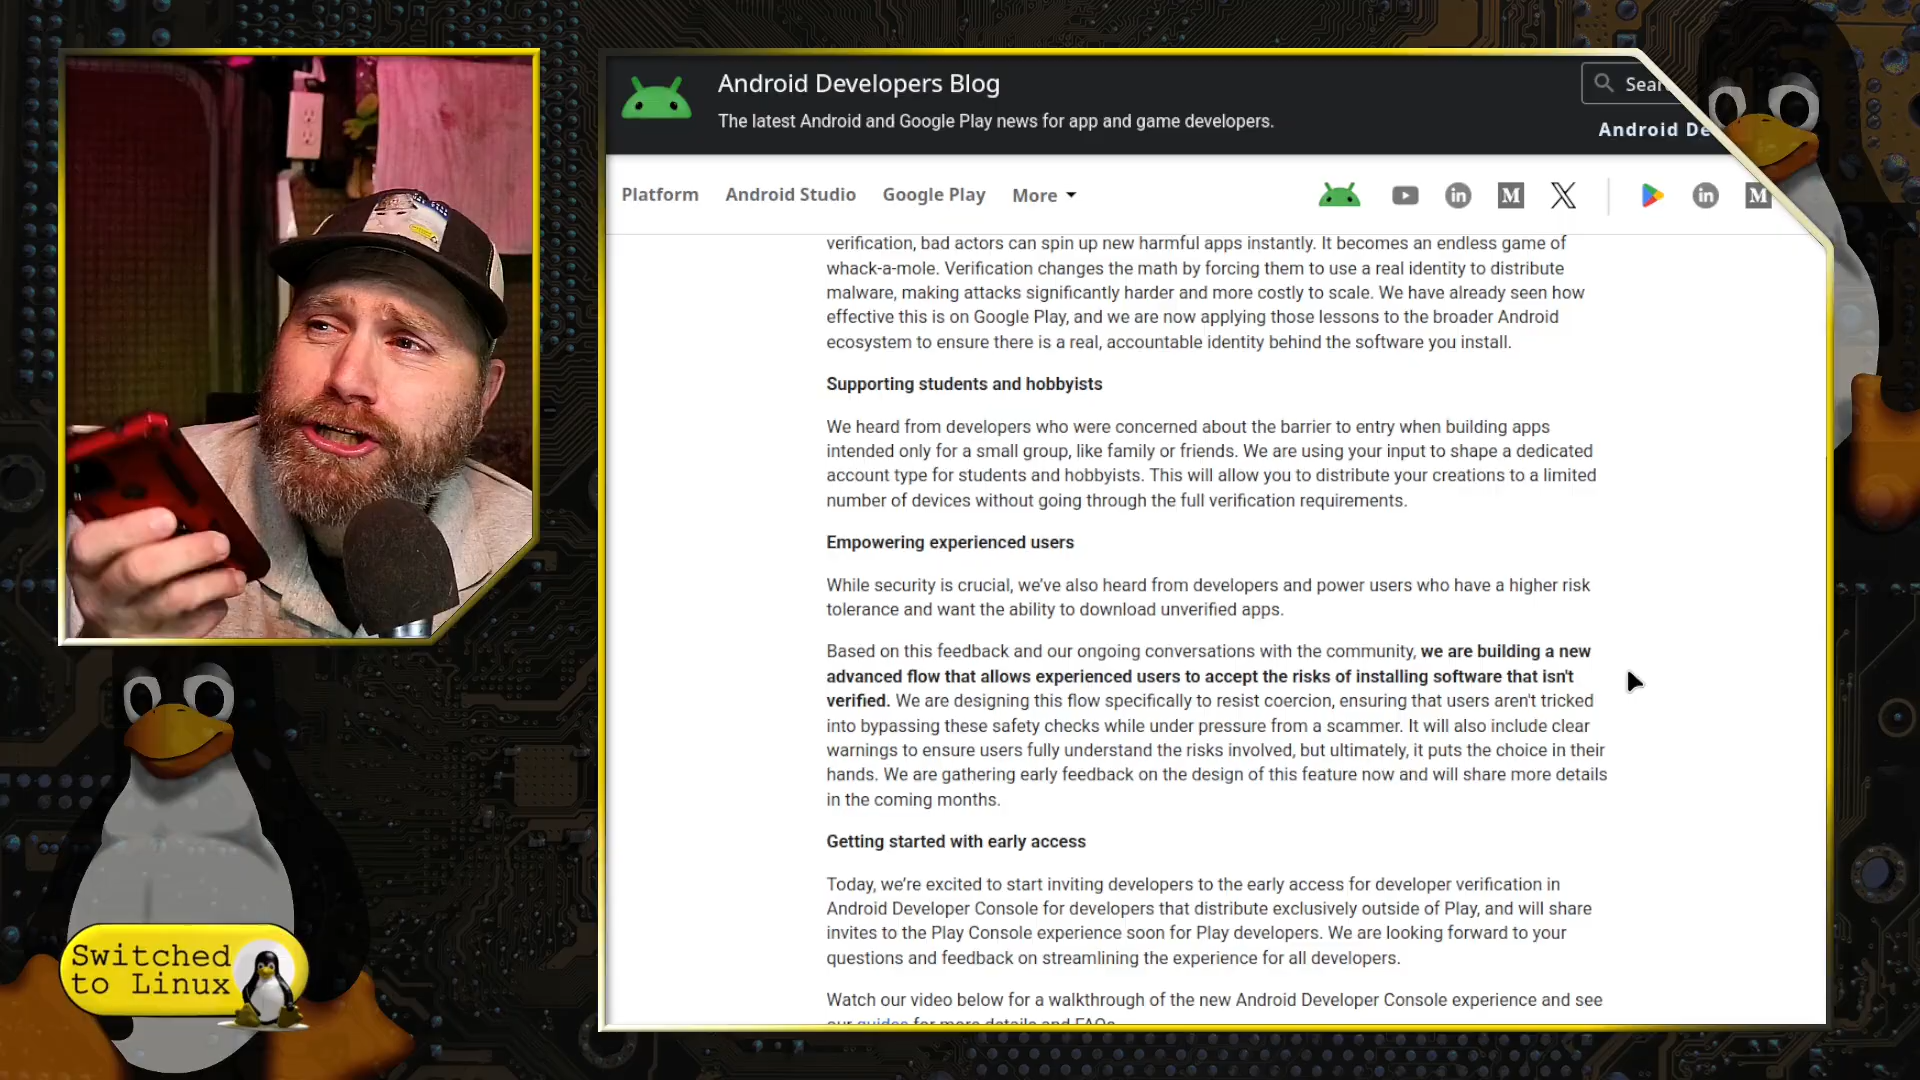 Android Developers Blog
The latest Android and Google Play news for app and game developers.
Android De
Platform
Android Studio
Google Play
More
verification, bad actors can spin up new harmful apps instantly. It becomes an endless game of
whack-a-mole. Verification changes the math by forcing them to use a real identity to distribute
malware, making attacks significantly harder and more costly to scale. We have already seen how
effective this is on Google Play, and we are now applying those lessons to the broader Android
ecosystem to ensure there is a real, accountable identity behind the software you install.
Supporting students and hobbyists
We heard from developers who were concerned about the barrier to entry when building apps
intended only for a small group, like family or friends. We are using your input to shape a dedicated
account type for students and hobbyists. This will allow you to distribute your creations to a limited
number of devices without going through the full verification requirements.
Empowering experienced users
While security is crucial, we’ve also heard from developers and power users who have a higher risk
tolerance and want the ability to download unverified apps.
Based on this feedback and our ongoing conversations with the community, we are building a new
advanced flow that allows experienced users to accept the risks of installing software that isn't
verified. We are designing this flow specifically to resist coercion, ensuring that users aren't tricked
into bypassing these safety checks while under pressure from a scammer. It will also include clear
warnings to ensure users fully understand the risks involved, but ultimately, it puts the choice in their
hands. We are gathering early feedback on the design of this feature now and will share more details
in the coming months.
Getting started with early access
Today, we’re excited to start inviting developers to the early access for developer verification in
Android Developer Console for developers that distribute exclusively outside of Play, and will share
invites to the Play Console experience soon for Play developers. We are looking forward to your
questions and feedback on streamlining the experience for all developers.
Watch our video below for a walkthrough of the new Android Developer Console experience and see
our guides for more details and FAQs.
Switched
to Linux